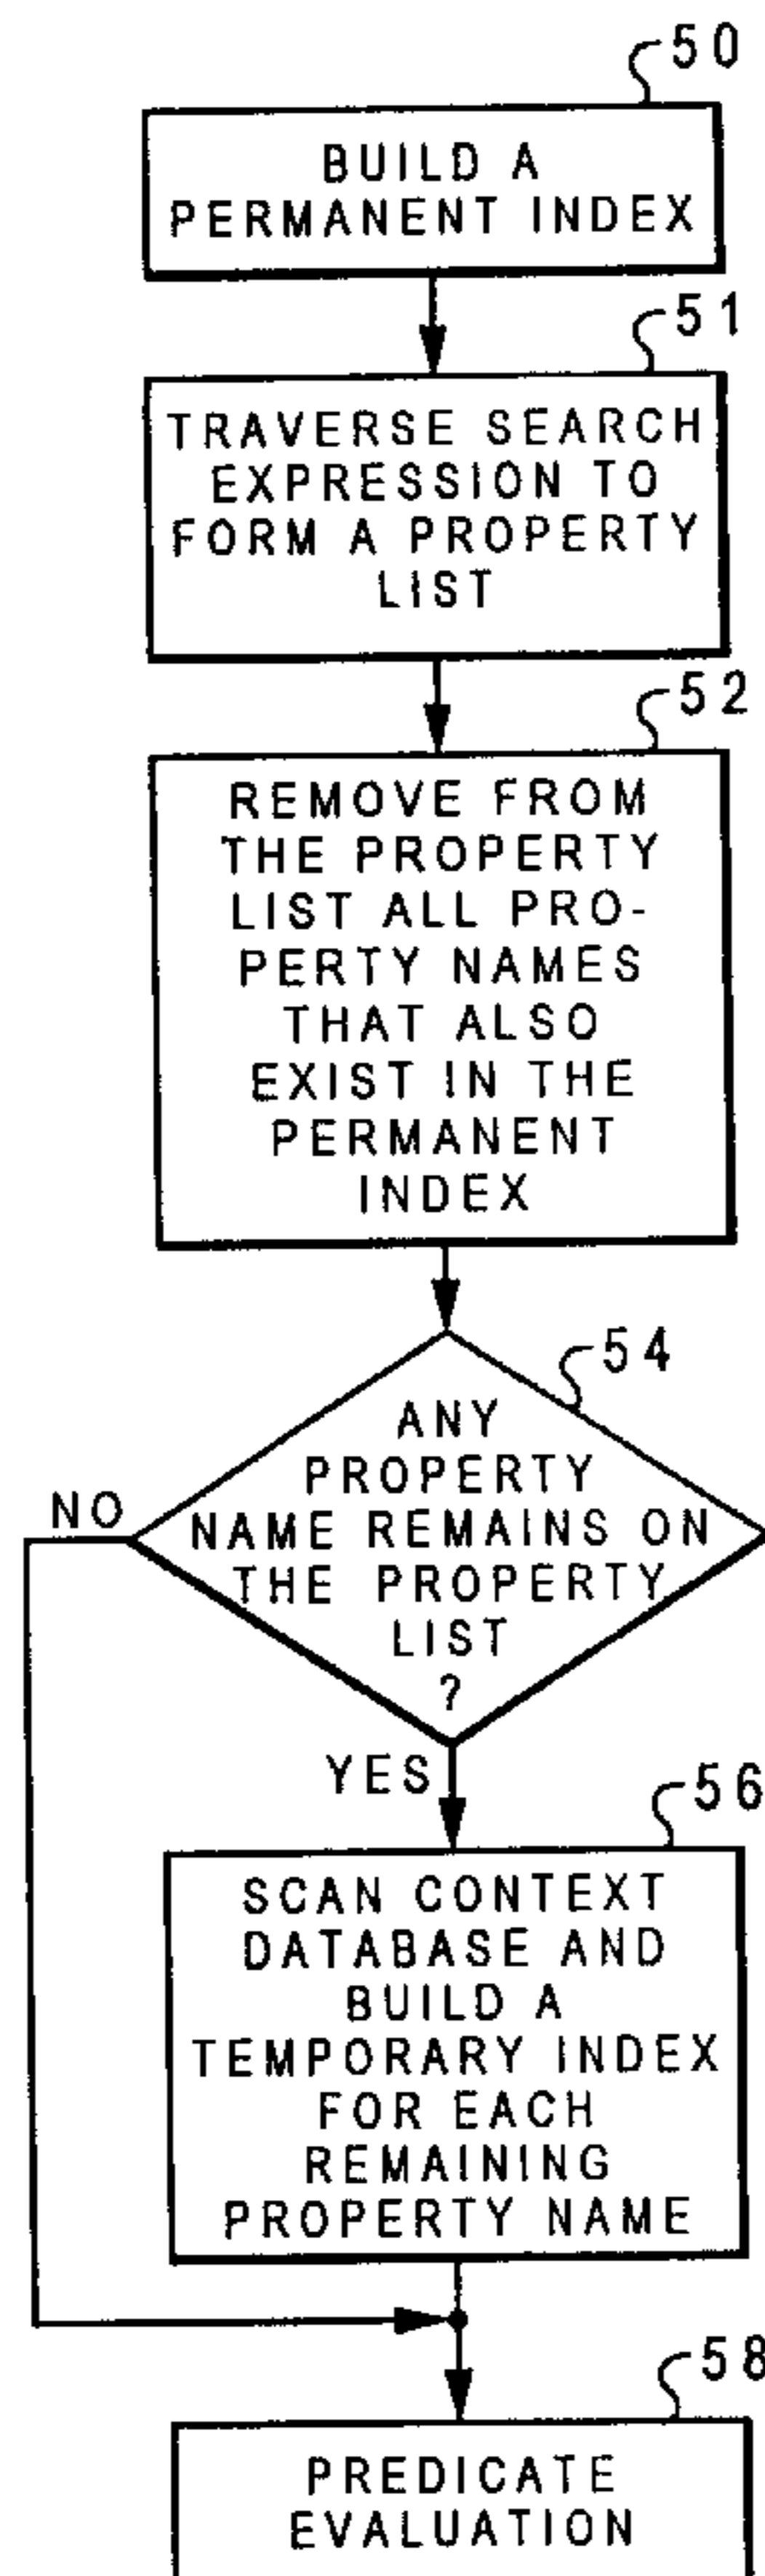 50
BUILD A
PERMANENT INDEX
51
TRAVERSE SEARCH
EXPRESSION TO
FORM A PROPERTY
LIST
52
REMOVE FROM
THE PROPERTY
LIST ALL PRO-
PERTY NAMES
THAT ALSO
EXIST IN THE
PERMANENT
INDEX
54
ANY
PROPERTY
NAME REMAINS ON
THE PROPERTY
LIST
?
NO
YES
56
SCAN CONTEXT
DATABASE AND
BUILD A
TEMPORARY INDEX
FOR EACH
REMAINING
PROPERTY NAME
58
PREDICATE
EVALUATION